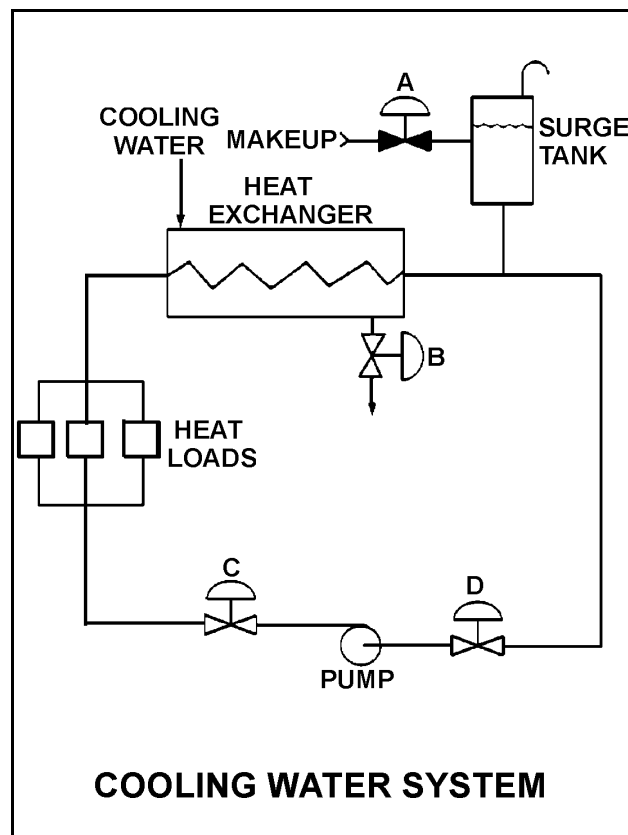 A
COOLING
WATER
MAKEUP
SURGE
TANK
HEAT
EXCHANGER
B
HEAT
LOADS
C
D
PUMP
COOLING WATER SYSTEM